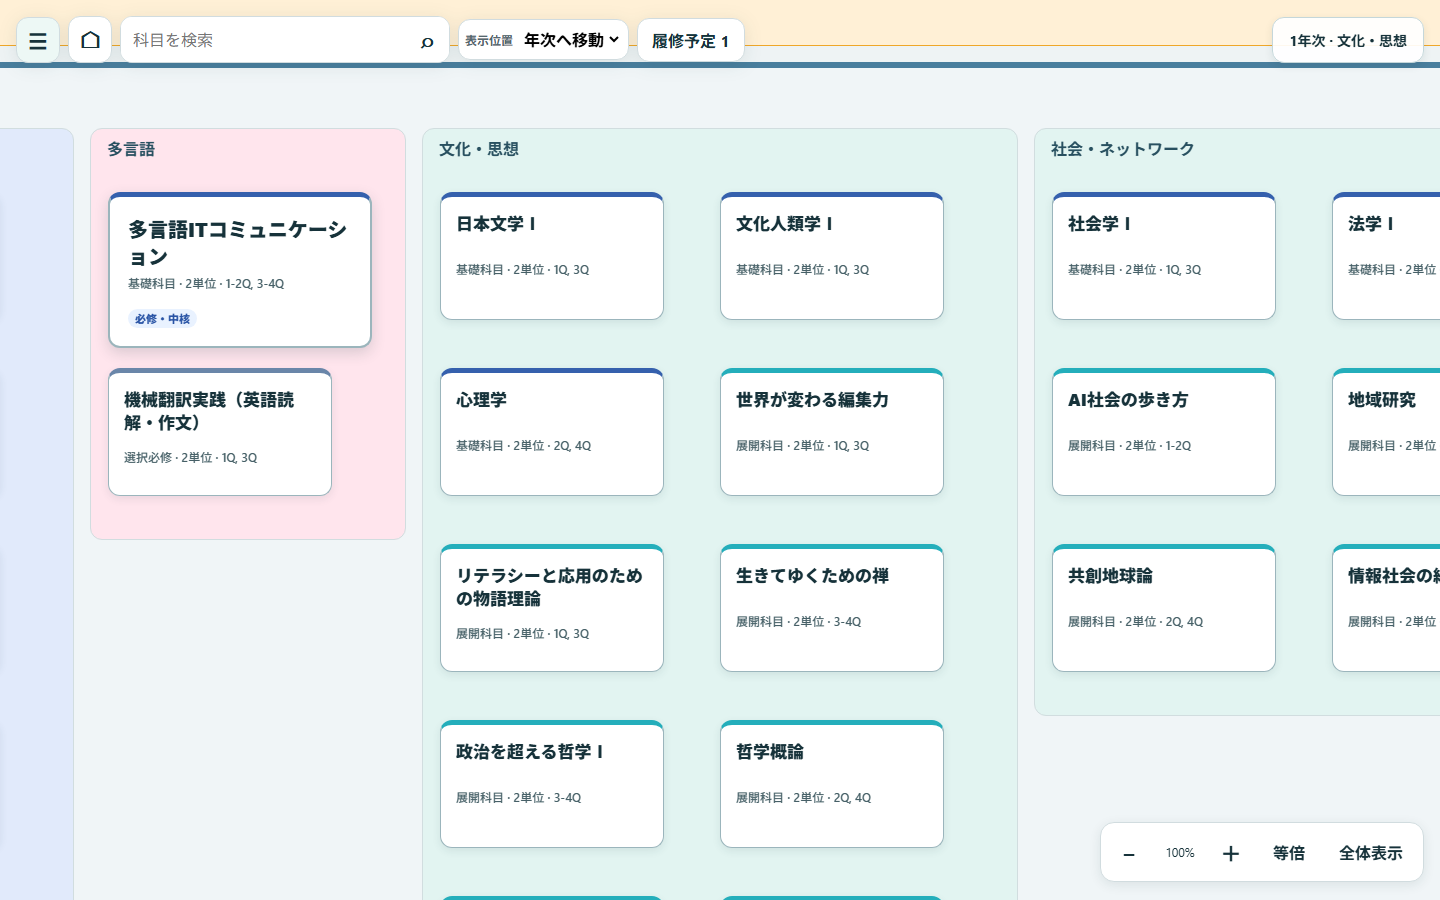 科目を検索
表示位置 年次へ移動
履修予定 1
1年次 · 文化・思想
多言語
多言語ITコミュニケーシ
ョン
基礎科目 · 2単位 · 1-2Q, 3-4Q
必修・中核
機械翻訳実践（英語読
解・作文）
選択必修 · 2単位 · 1Q, 3Q
文化・思想
日本文学Ⅰ
基礎科目 · 2単位 · 1Q, 3Q
文化人類学Ⅰ
基礎科目 · 2単位 · 1Q, 3Q
心理学
基礎科目 · 2単位 · 2Q, 4Q
世界が変わる編集力
展開科目 · 2単位 · 1Q, 3Q
リテラシーと応用のため
の物語理論
展開科目 · 2単位 · 1Q, 3Q
生きてゆくための禅
展開科目 · 2単位 · 3-4Q
政治を超える哲学Ⅰ
展開科目 · 2単位 · 3-4Q
哲学概論
展開科目 · 2単位 · 2Q, 4Q
社会・ネットワーク
社会学Ⅰ
基礎科目 · 2単位 · 1Q, 3Q
法学Ⅰ
基礎科目 · 2単位
AI社会の歩き方
展開科目 · 2単位 · 1-2Q
地域研究
展開科目 · 2単位
共創地球論
展開科目 · 2単位 · 2Q, 4Q
情報社会の
展開科目 · 2単位
− 100% + 等倍 全体表示